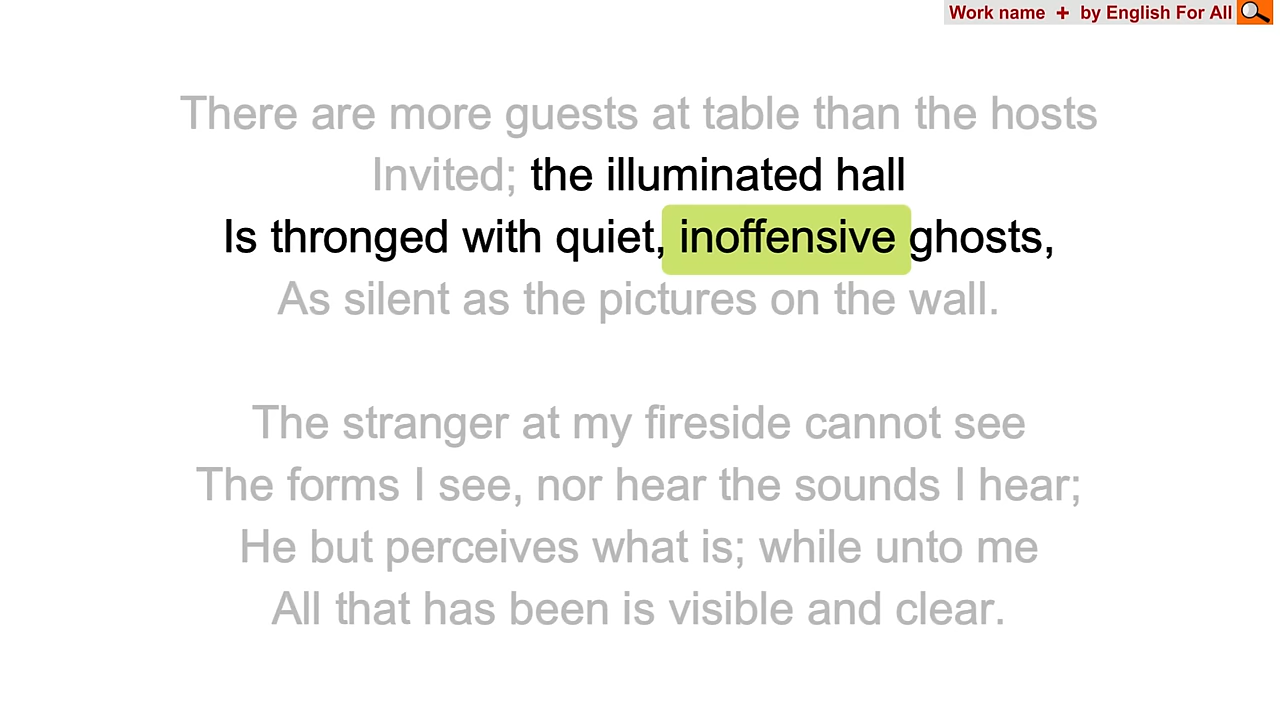 Work name + by English For All
There are more guests at table than the hosts
Invited; the illuminated hall
Is thronged with quiet, inoffensive ghosts,
As silent as the pictures on the wall.
The stranger at my fireside cannot see
The forms I see, nor hear the sounds I hear;
He but perceives what is; while unto me
All that has been is visible and clear.